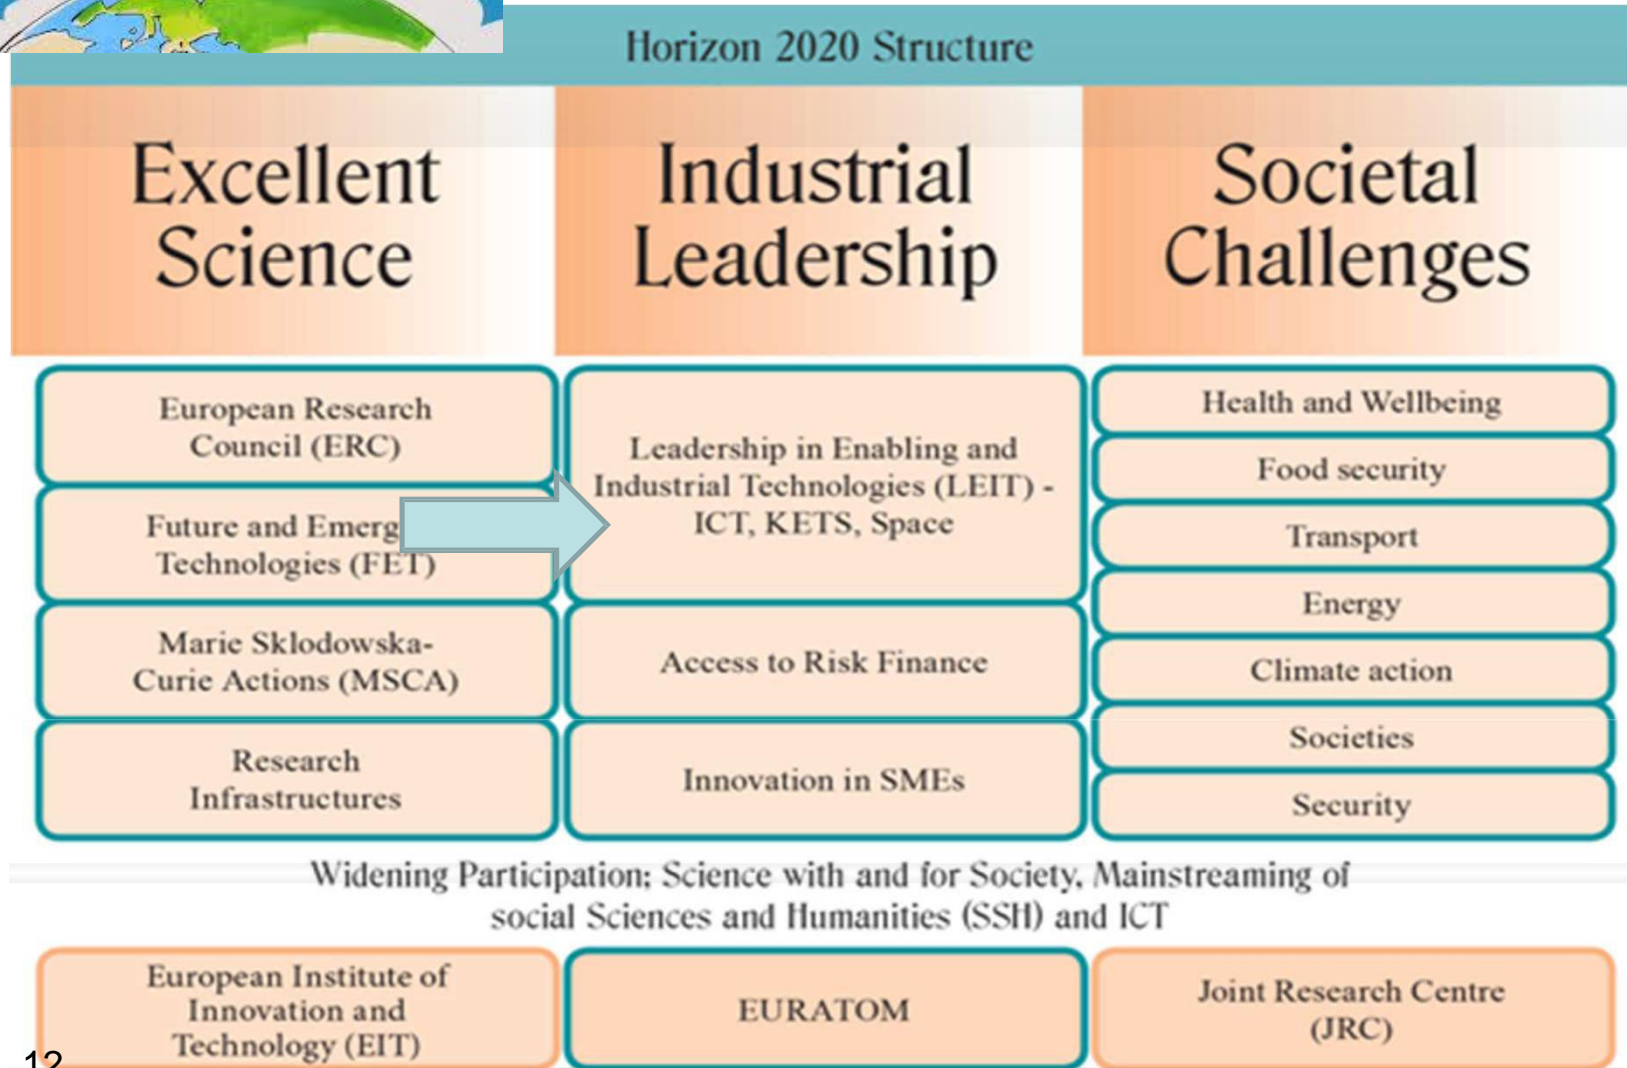 Horizon 2020 Structure
Excellent
Science
Industrial
Leadership
Societal
Challenges
European Research
Council (ERC)
Future and Emerg
Technologies (FET)
Marie Sklodowska-
Curie Actions (MSCA)
Research
Infrastructures
Leadership in Enabling and
Industrial Technologies (LEIT) -
ICT, KETS, Space
Access to Risk Finance
Innovation in SMEs
Health and Wellbeing
Food security
Transport
Energy
Climate action
Societies
Security
Widening Participation; Science with and for Society, Mainstreaming of
social Sciences and Humanities (SSH) and ICT
European Institute of
Innovation and
Technology (EIT)
EURATOM
Joint Research Centre
(JRC)
12